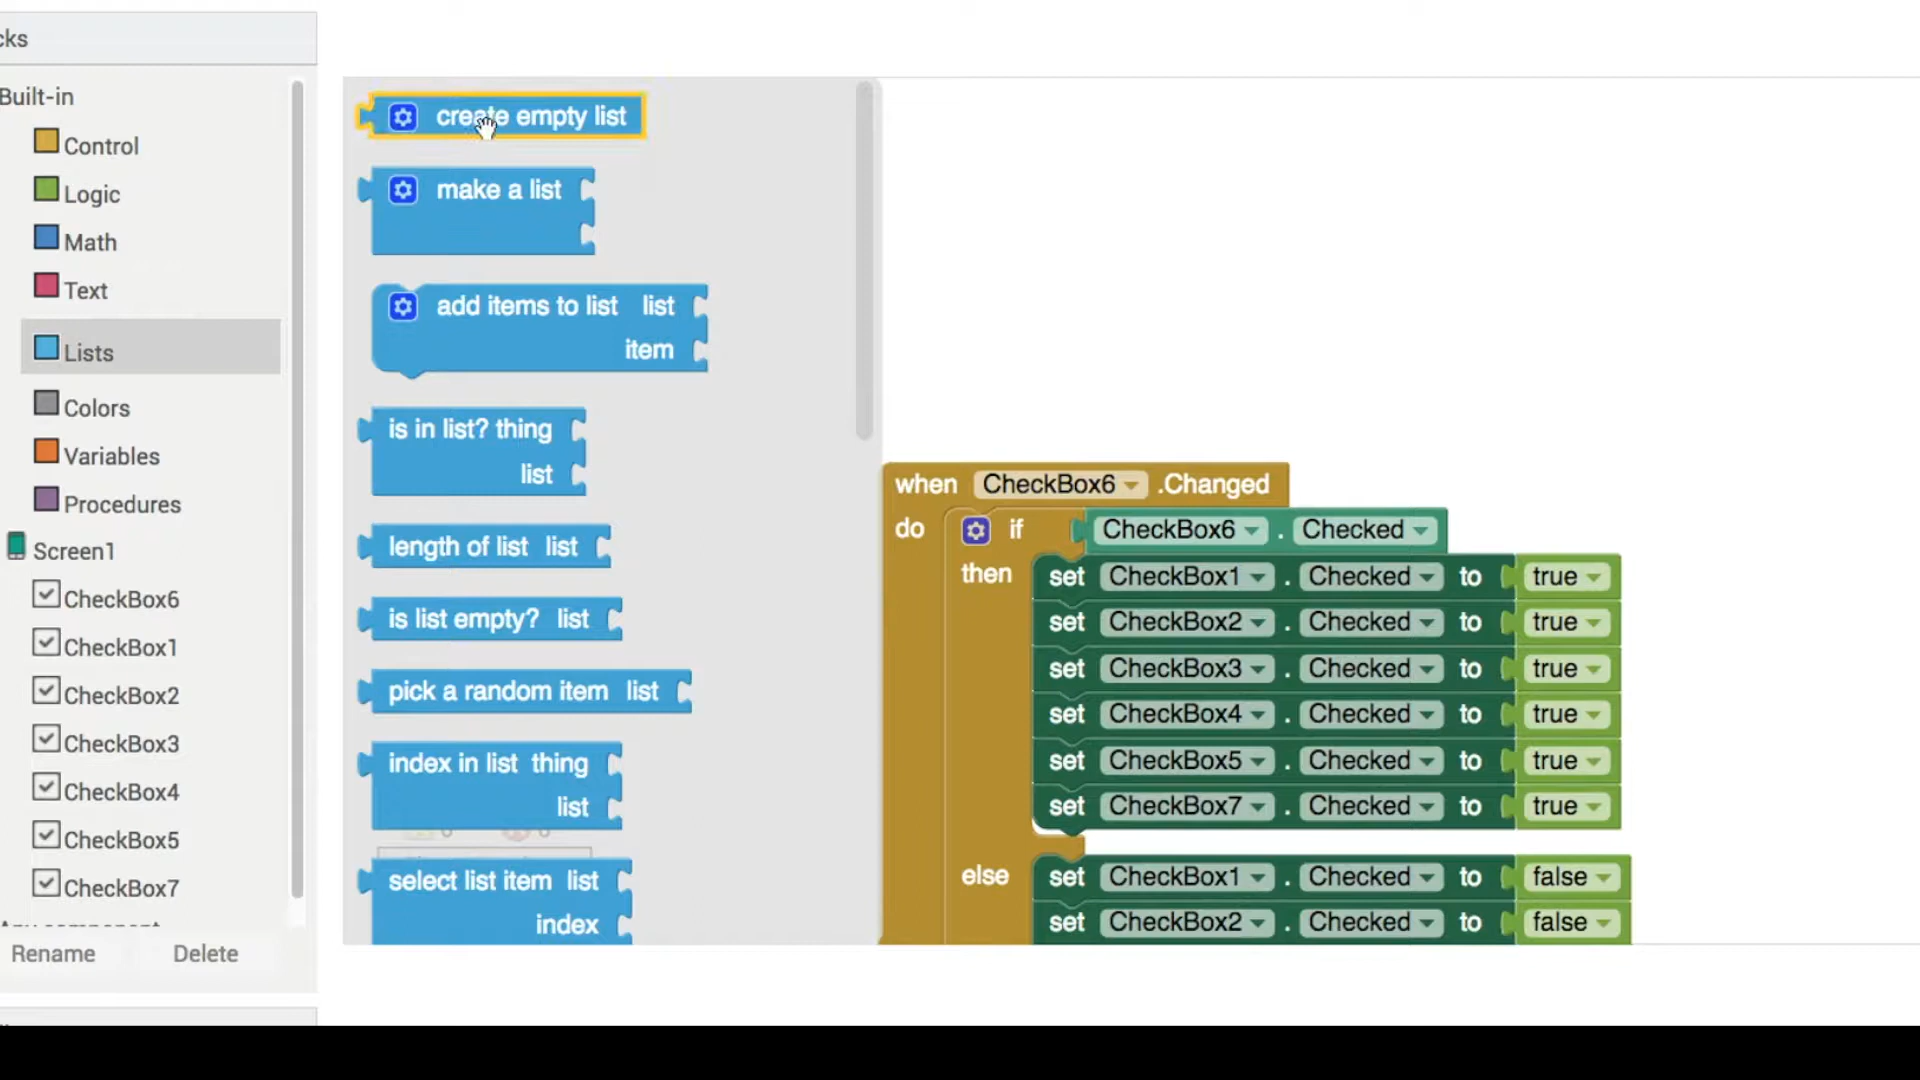 cks
Built-in
Control
Logic
Math
Text
Lists
Colors
Variables
Procedures
Screen1
CheckBox6
CheckBox1
CheckBox2
CheckBox3
CheckBox4
CheckBox5
CheckBox7
Rename Delete
create empty list
make a list
add items to list list
item
is in list? thing
list
length of list list
is list empty? list
pick a random item list
index in list thing
list
select list item list
index
when CheckBox6 .Changed
do if CheckBox6 . Checked
then set CheckBox1 . Checked to true
set CheckBox2 . Checked to true
set CheckBox3 . Checked to true
set CheckBox4 . Checked to true
set CheckBox5 . Checked to true
set CheckBox7 . Checked to true
else set CheckBox1 . Checked to false
set CheckBox2 . Checked to false